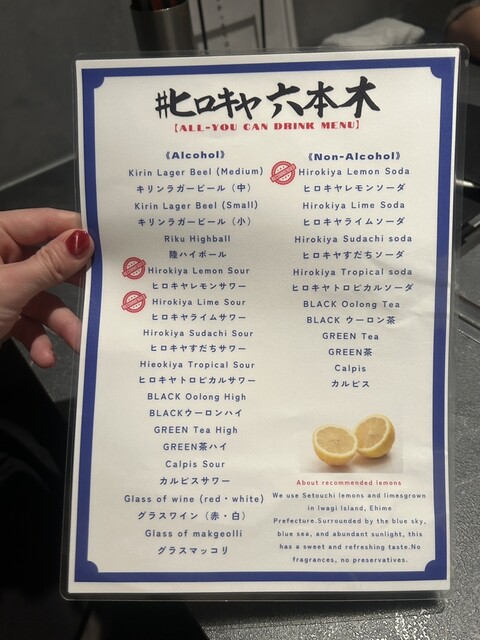 #ヒロキヤ 六本木
【ALL-YOU CAN DRINK MENU】
《Alcohol》
Kirin Lager Beel (Medium)
キリンラガービール（中）
Kirin Lager Beel (Small)
キリンラガービール（小）
Riku Highball
陸ハイボール
Hirokiya Lemon Sour
ヒロキヤレモンサワー
Hirokiya Lime Sour
ヒロキヤライムサワー
Hirokiya Sudachi Sour
ヒロキヤすだちサワー
Hieokiya Tropical Sour
ヒロキヤトロピカルサワー
BLACK Oolong High
BLACKウーロンハイ
GREEN Tea High
GREEN茶ハイ
Calpis Sour
カルピスサワー
Glass of wine (red・white)
グラスワイン（赤・白）
Glass of makgeolli
グラスマッコリ
《Non-Alcohol》
Hirokiya Lemon Soda
ヒロキヤレモンソーダ
Hirokiya Lime Soda
ヒロキヤライムソーダ
Hirokiya Sudachi soda
ヒロキヤすだちソーダ
Hirokiya Tropical soda
ヒロキヤトロピカルソーダ
BLACK Oolong Tea
BLACK ウーロン茶
GREEN Tea
GREEN茶
Calpis
カルピス
About recommended lemons
We use Setouchi lemons and limesgrown
in Iwagi Island, Ehime
Prefecture.Surrounded by the blue sky,
blue sea, and abundant sunlight, this
has a sweet and refreshing taste.No
fragrances, no preservatives.